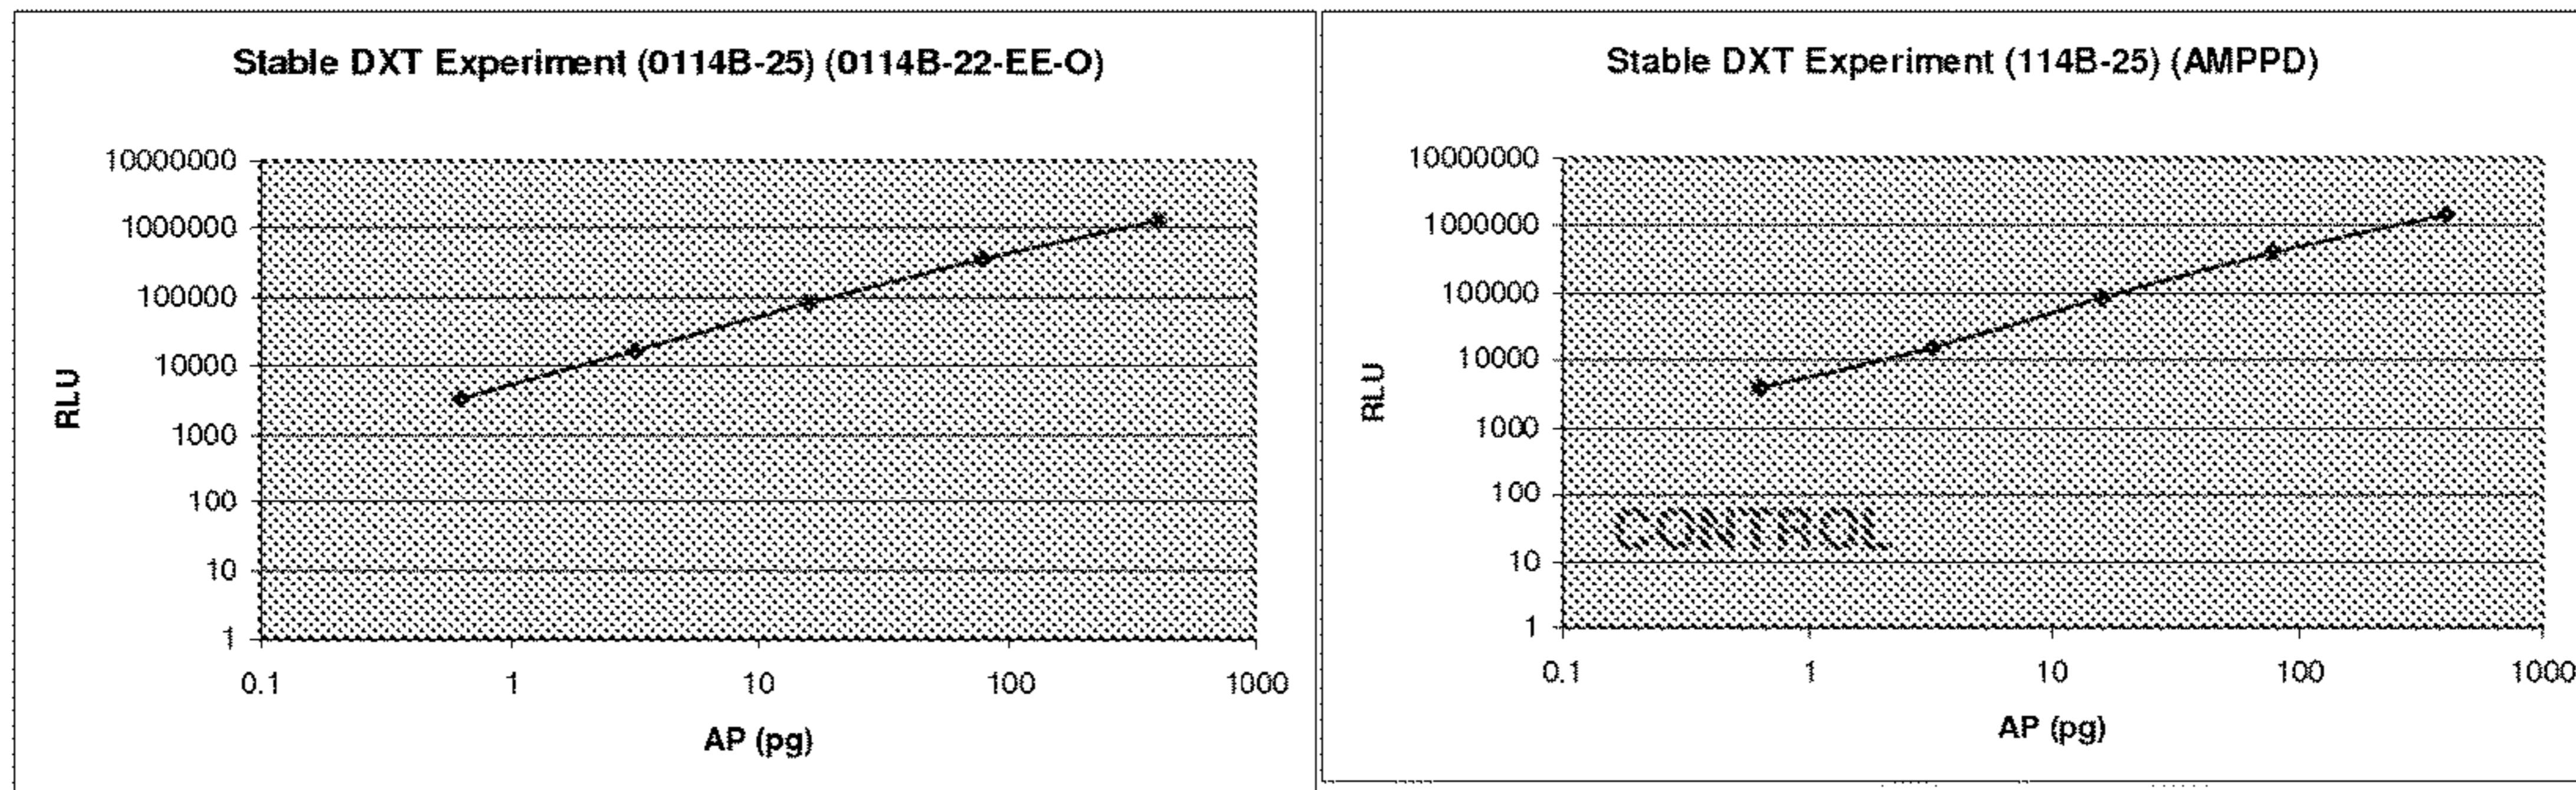 Stable DXT Experiment (0114B-25) (0114B-22-EE-O)
10000000
1000000
100000
10000
1000
100
10
1
RLU
0.1 1 10 100 1000
AP (pg)
Stable DXT Experiment (114B-25) (AMPPD)
10000000
1000000
100000
10000
1000
100
10
1
RLU
CONTROL
0.1 1 10 100 1000
AP (pg)